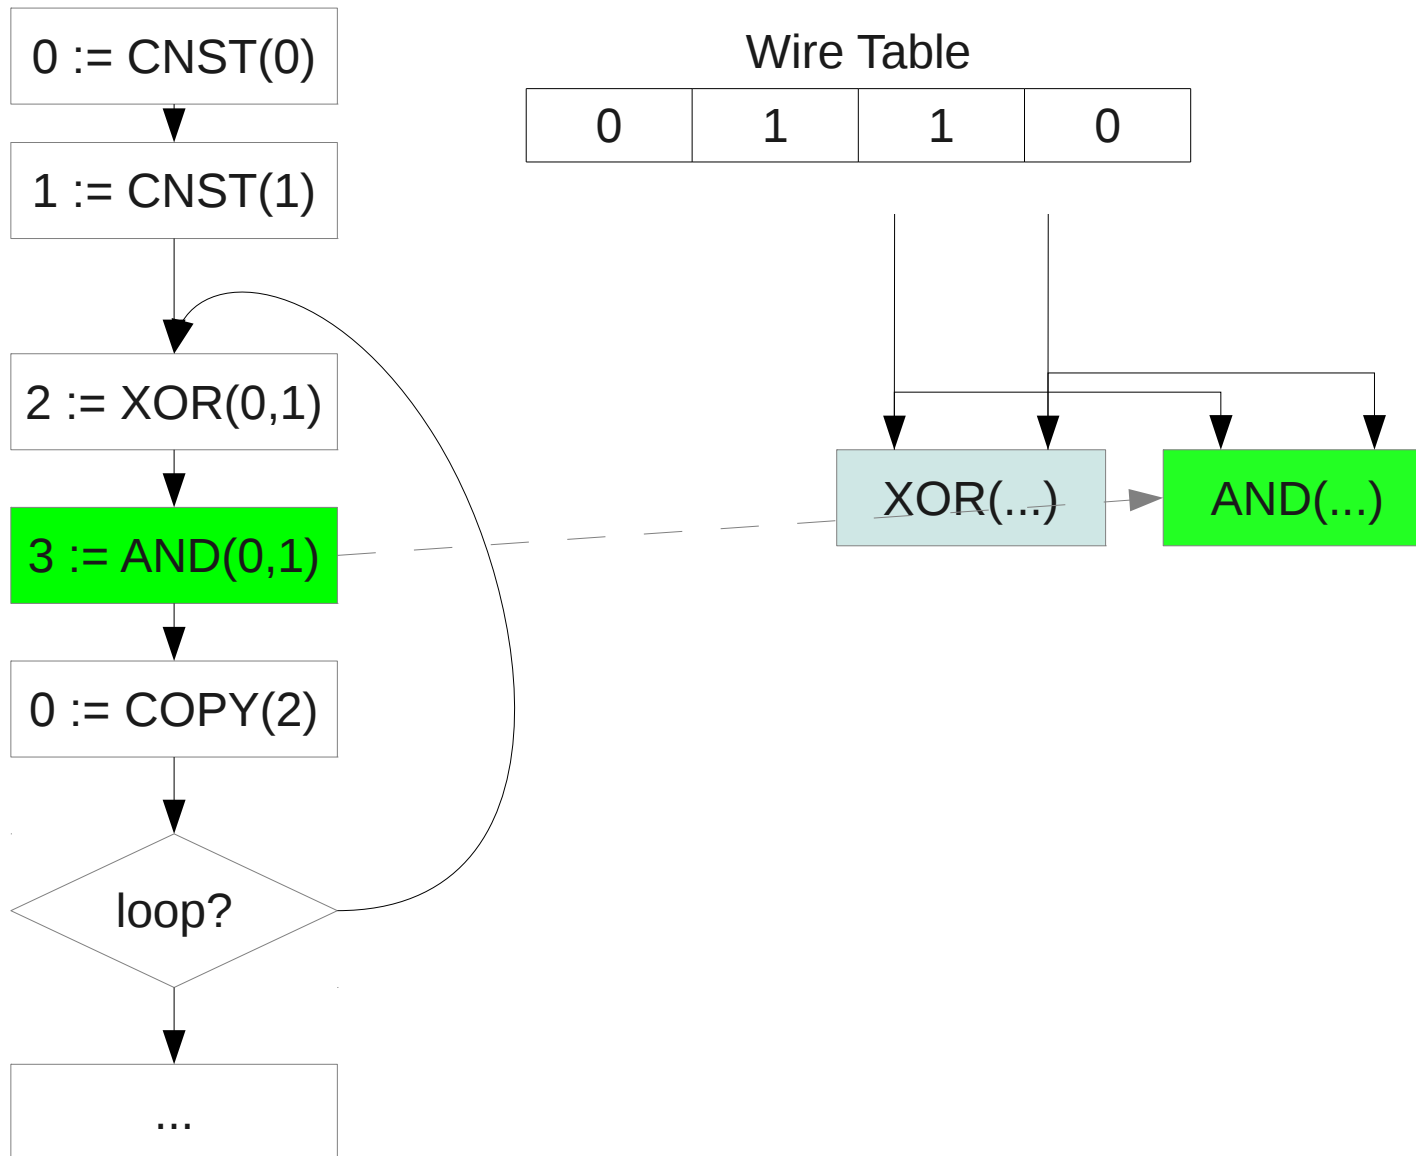 0 := CNST(0)
1 := CNST(1)
2 := XOR(0,1)
3 := AND(0,1)
0 := COPY(2)
loop?
...
Wire Table
0 1 1 0
XOR(...)
AND(...)